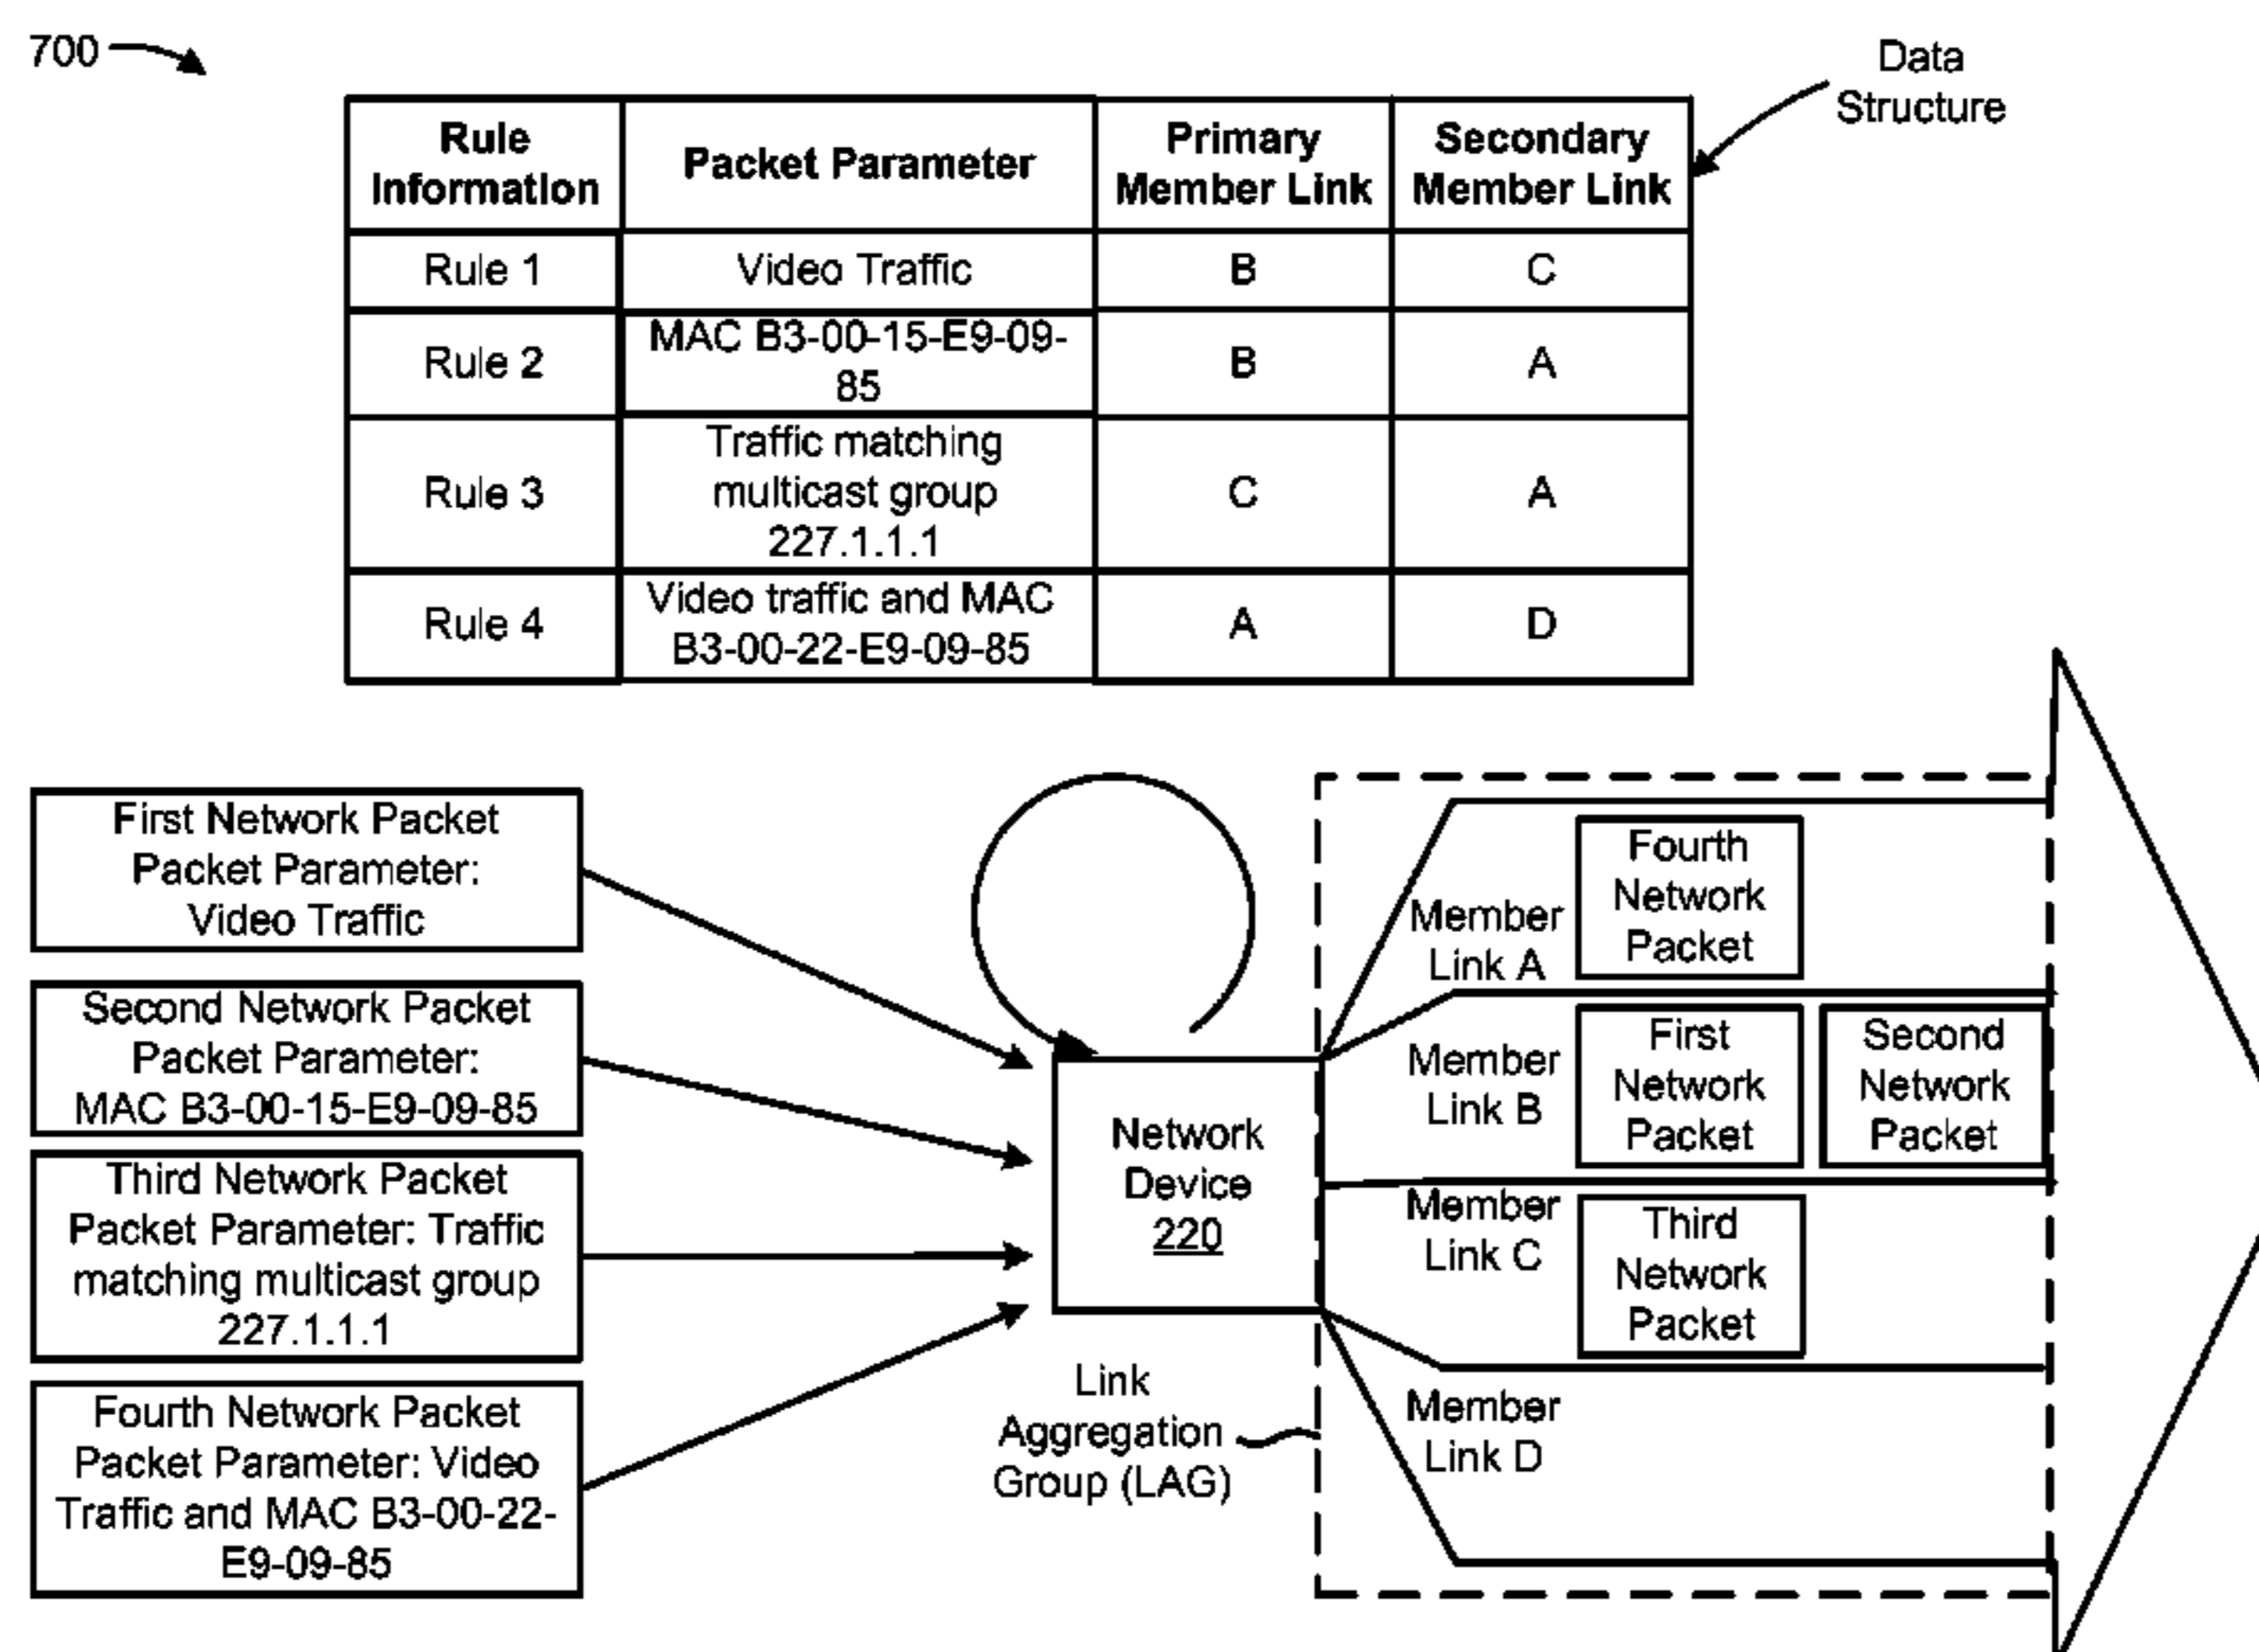 700
Data
Structure
Rule
Information
Packet Parameter
Primary
Member Link
Secondary
Member Link
Rule 1
Video Traffic
B
C
Rule 2
MAC B3-00-15-E9-09-
85
B
A
Rule 3
Traffic matching
multicast group
227.1.1.1
C
A
Rule 4
Video traffic and MAC
B3-00-22-E9-09-85
A
D
First Network Packet
Packet Parameter:
Video Traffic
Second Network Packet
Packet Parameter:
MAC B3-00-15-E9-09-85
Third Network Packet
Packet Parameter: Traffic
matching multicast group
227.1.1.1
Fourth Network Packet
Packet Parameter: Video
Traffic and MAC B3-00-22-
E9-09-85
Network
Device
220
Link
Aggregation
Group (LAG)
Member
Link A
Fourth
Network
Packet
Member
Link B
First
Network
Packet
Second
Network
Packet
Member
Link C
Third
Network
Packet
Member
Link D